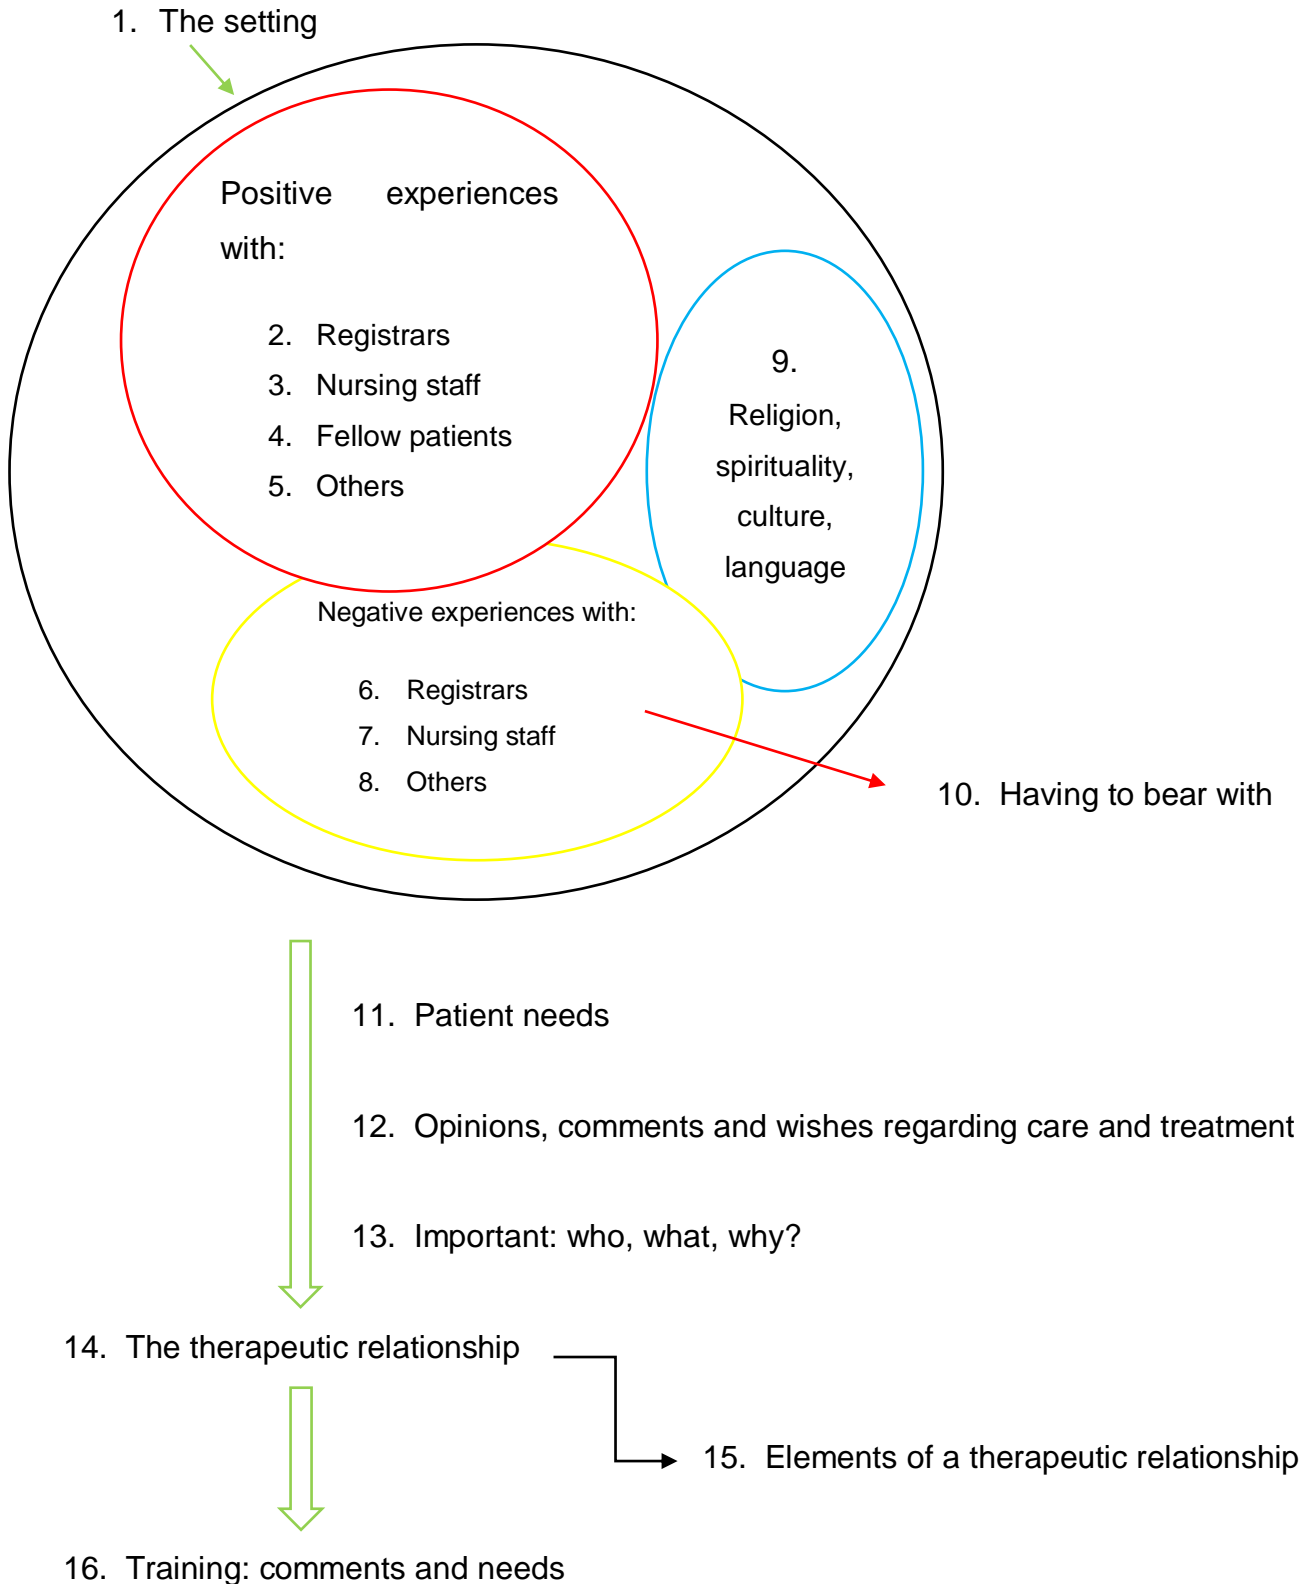 1. The setting
Positive experiences
with:
2. Registrars
3. Nursing staff
4. Fellow patients
5. Others
9.
Religion,
spirituality,
culture,
language
Negative experiences with:
6. Registrars
7. Nursing staff
8. Others
10. Having to bear with
11. Patient needs
12. Opinions, comments and wishes regarding care and treatment
13. Important: who, what, why?
14. The therapeutic relationship
15. Elements of a therapeutic relationship
16. Training: comments and needs